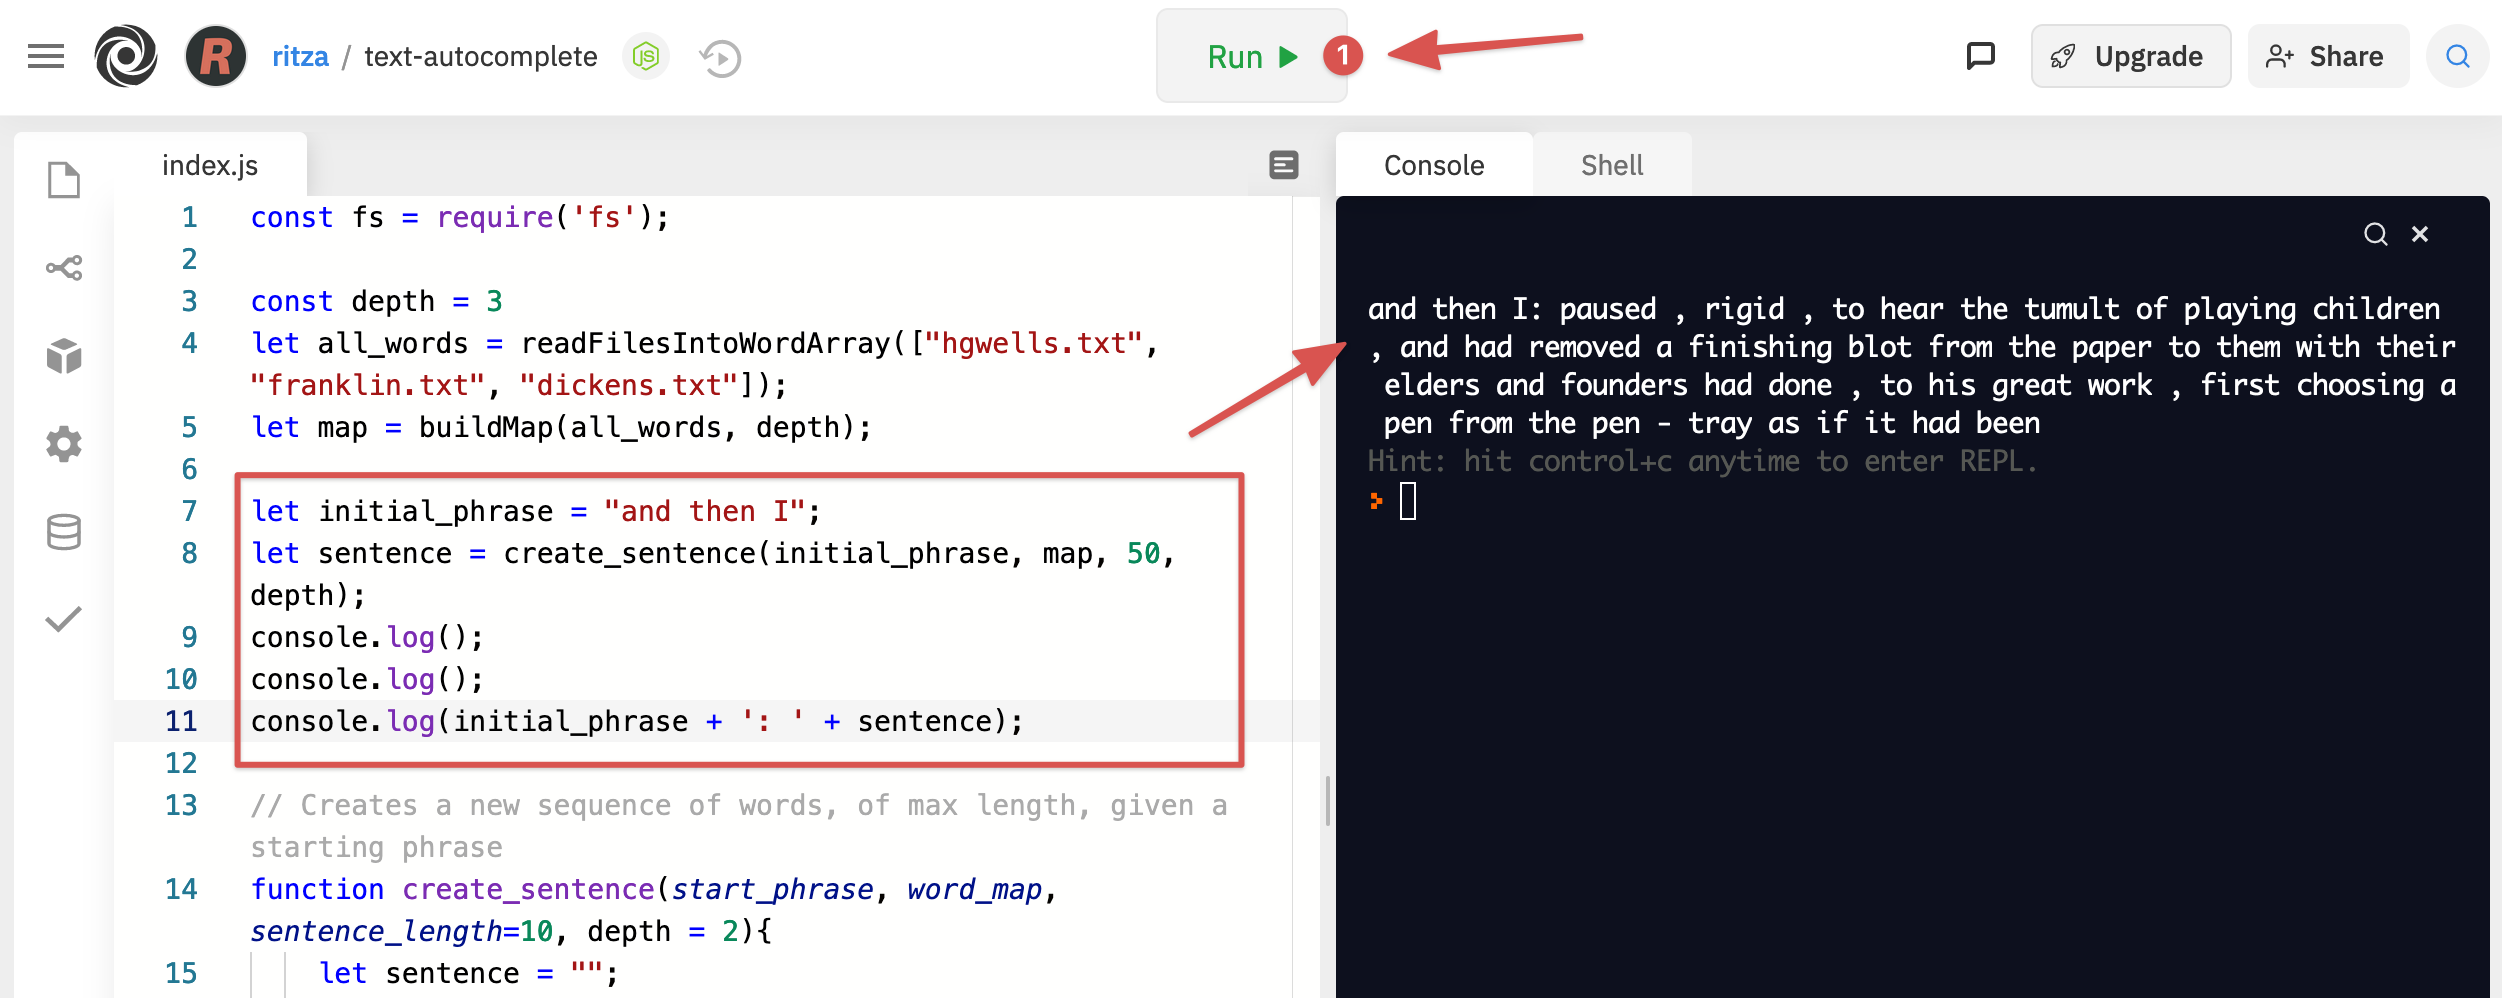 R ritza / text-autocomplete JS Run 1 Upgrade Share
index.js
Console Shell
1 const fs = require('fs');
2
3 const depth = 3
4 let all_words = readFilesIntoWordArray(["hgwells.txt",
"franklin.txt", "dickens.txt"]);
5 let map = buildMap(all_words, depth);
6
7 let initial_phrase = "and then I";
8 let sentence = create_sentence(initial_phrase, map, 50,
depth);
9 console.log();
10 console.log();
11 console.log(initial_phrase + ': ' + sentence);
12
13 // Creates a new sequence of words, of max length, given a
starting phrase
14 function create_sentence(start_phrase, word_map,
sentence_length=10, depth = 2){
15 let sentence = "";
and then I: paused , rigid , to hear the tumult of playing children
, and had removed a finishing blot from the paper to them with their
elders and founders had done , to his great work , first choosing a
pen from the pen - tray as if it had been
Hint: hit control+c anytime to enter REPL.